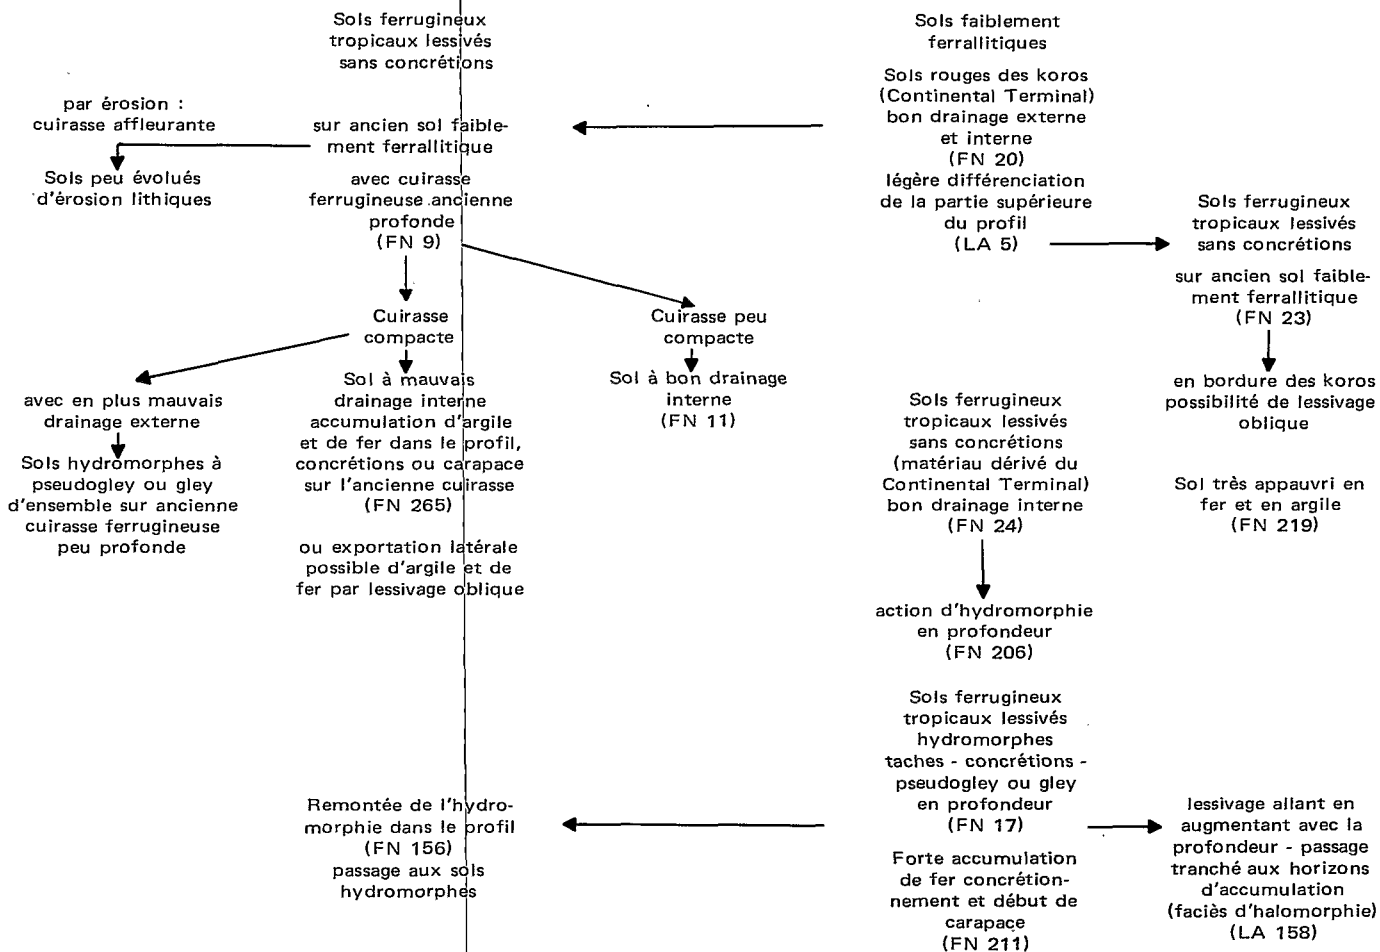 Sols ferrugineux
tropicaux lessivés
sans concrétions
par érosion :
cuirasse affleurante
sur ancien sol faible-
ment ferrallitique
Sols peu évolués
d'érosion lithiques
avec cuirasse
ferrugineuse ancienne
profonde
(FN 9)
Cuirasse
compacte
Cuirasse peu
compacte
avec en plus mauvais
drainage externe
Sols hydromorphes à
pseudogley ou gley
d'ensemble sur ancienne
cuirasse ferrugineuse
peu profonde
Sol à mauvais
drainage interne
accumulation d'argile
et de fer dans le profil,
concrétions ou carapace
sur l'ancienne cuirasse
(FN 265)
ou exportation latérale
possible d'argile et de
fer par lessivage oblique
Sol à bon drainage
interne
(FN 11)
Sols faiblement
ferrallitiques
Sols rouges des koros
(Continental Terminal)
bon drainage externe
et interne
(FN 20)
légère différenciation
de la partie supérieure
du profil
(LA 5)
Sols ferrugineux
tropicaux lessivés
sans concrétions
sur ancien sol faible-
ment ferrallitique
(FN 23)
en bordure des koros
possibilité de lessivage
oblique
Sol très appauvri en
fer et en argile
(FN 219)
Sols ferrugineux
tropicaux lessivés
sans concrétions
(matériau dérivé du
Continental Terminal)
bon drainage interne
(FN 24)
action d'hydromorphie
en profondeur
(FN 206)
Sols ferrugineux
tropicaux lessivés
hydromorphes
taches - concrétions -
pseudogley ou gley
en profondeur
(FN 17)
Forte accumulation
de fer concrétion-
nement et début de
carapace
(FN 211)
Remontée de l'hydro-
morphie dans le profil
(FN 156)
passage aux sols
hydromorphes
lessivage allant en
augmentant avec la
profondeur - passage
tranché aux horizons
d'accumulation
(faciès d'halomorphie)
(LA 158)